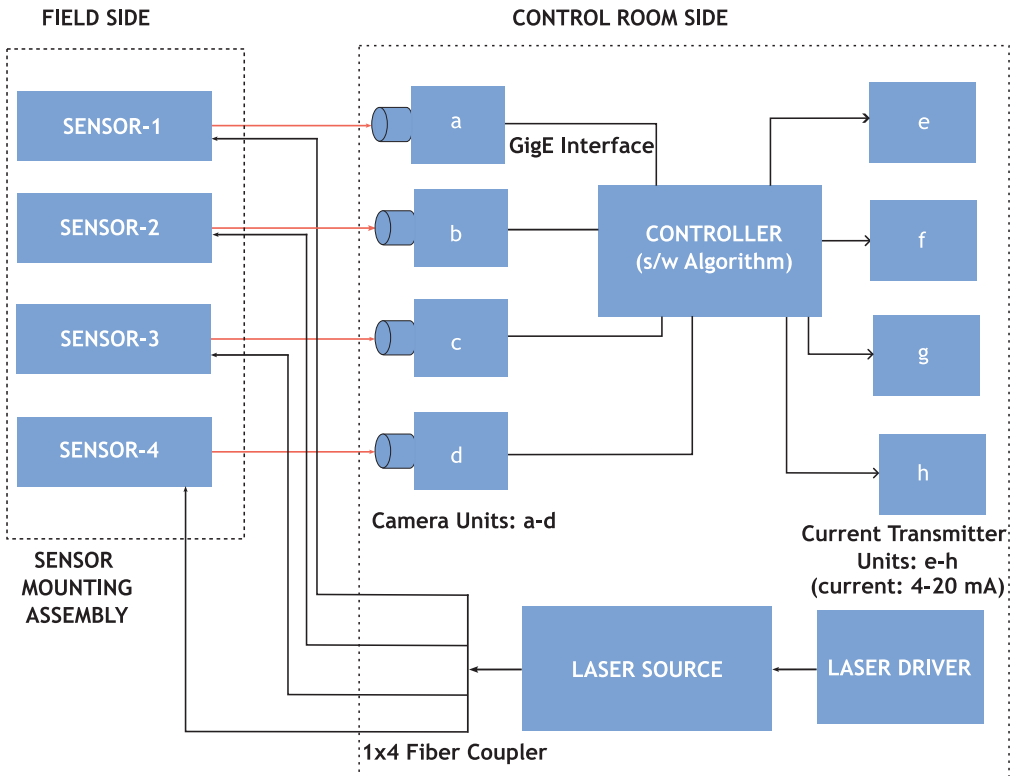 FIELD SIDE
CONTROL ROOM SIDE
SENSOR-1
a
GigE Interface
e
SENSOR-2
b
CONTROLLER
(s/w Algorithm)
f
SENSOR-3
c
g
SENSOR-4
d
h
Camera Units: a-d
Current Transmitter
Units: e-h
(current: 4-20 mA)
SENSOR
MOUNTING
ASSEMBLY
LASER SOURCE
LASER DRIVER
1x4 Fiber Coupler